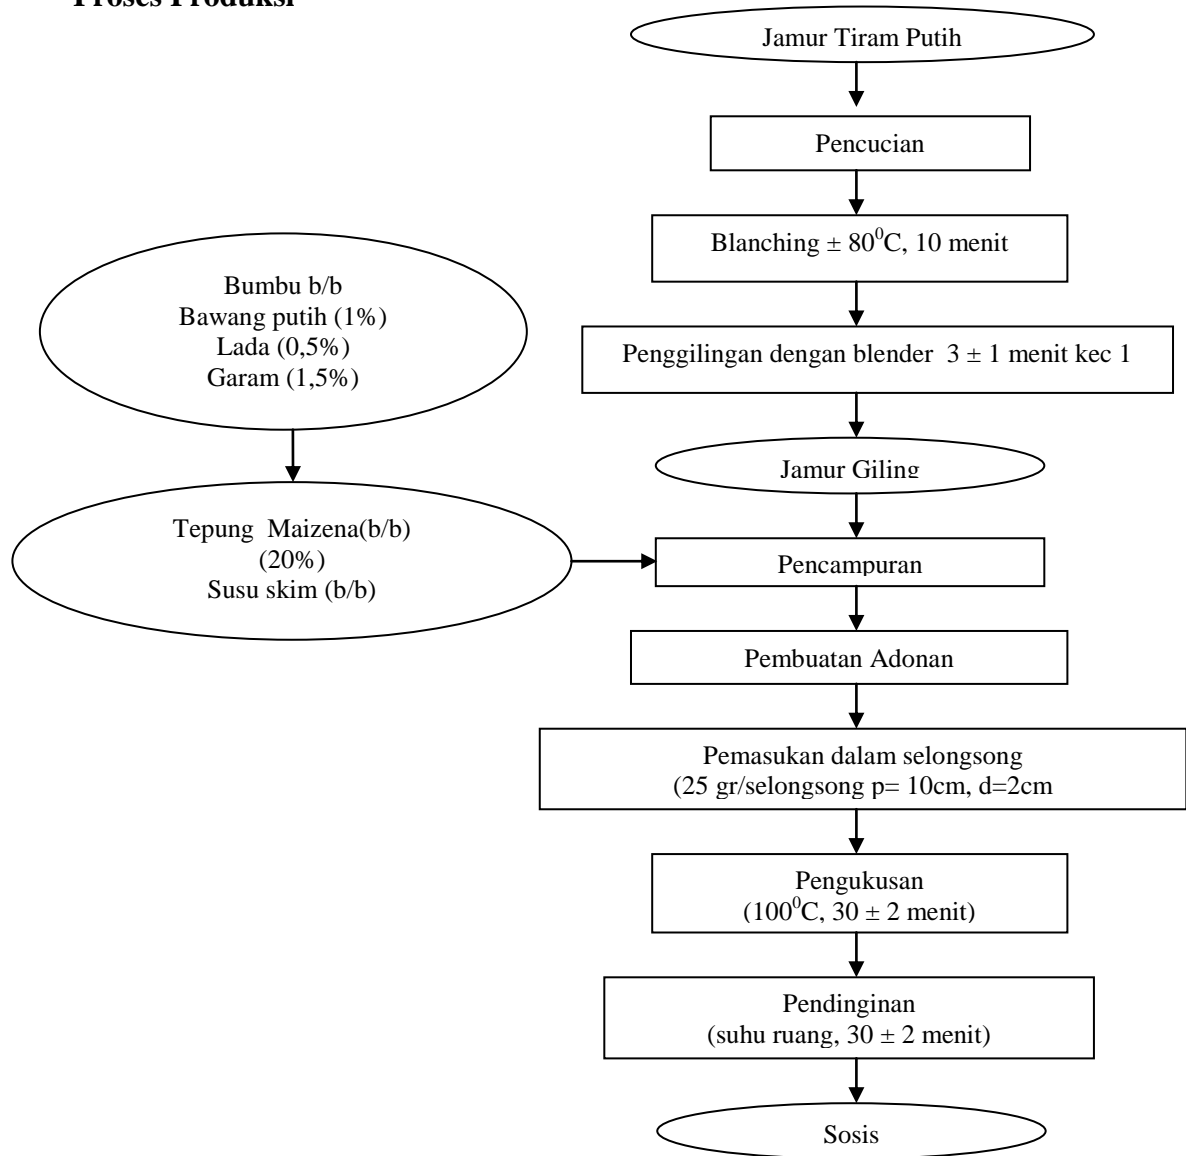 Proses Produksi
Jamur Tiram Putih
Pencucian
Blanching ± 80⁰C, 10 menit
Penggilingan dengan blender  3 ± 1 menit kec 1
Jamur Giling
Bumbu b/b
Bawang putih (1%)
Lada (0,5%)
Garam (1,5%)
Tepung  Maizena(b/b)
(20%)
Susu skim (b/b)
Pencampuran
Pembuatan Adonan
Pemasukan dalam selongsong
(25 gr/selongsong p= 10cm, d=2cm
Pengukusan
(100⁰C, 30 ± 2 menit)
Pendinginan
(suhu ruang, 30 ± 2 menit)
Sosis